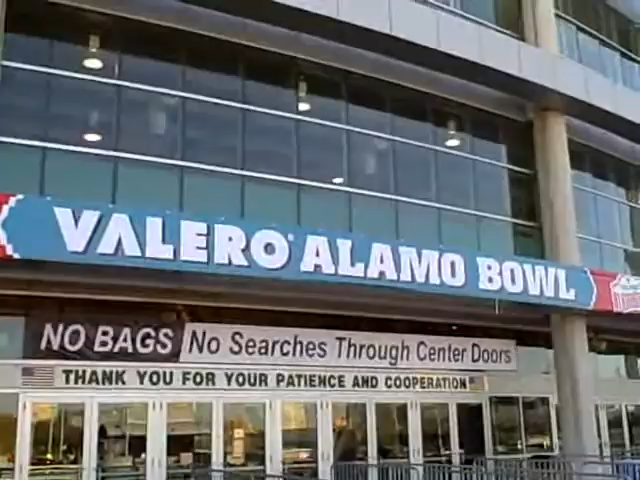 VALERO ALAMO BOWL
NO BAGS No Searches Through Center Doors
THANK YOU FOR YOUR PATIENCE AND COOPERATION